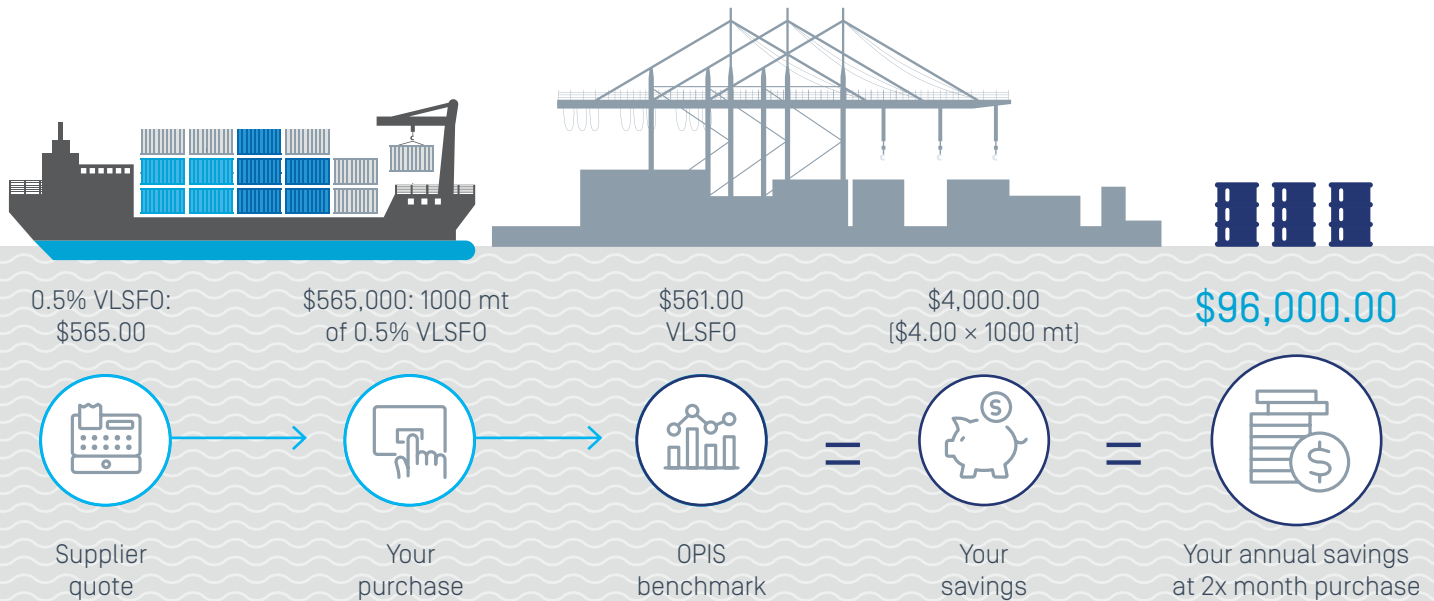 0.5% VLSFO:
$565.00
$565,000: 1000 mt
of 0.5% VLSFO
$561.00
VLSFO
$4,000.00
($4.00 × 1000 mt)
$96,000.00
$
$
Supplier
quote
Your
purchase
OPIS
benchmark
=
Your
savings
=
Your annual savings
at 2x month purchase